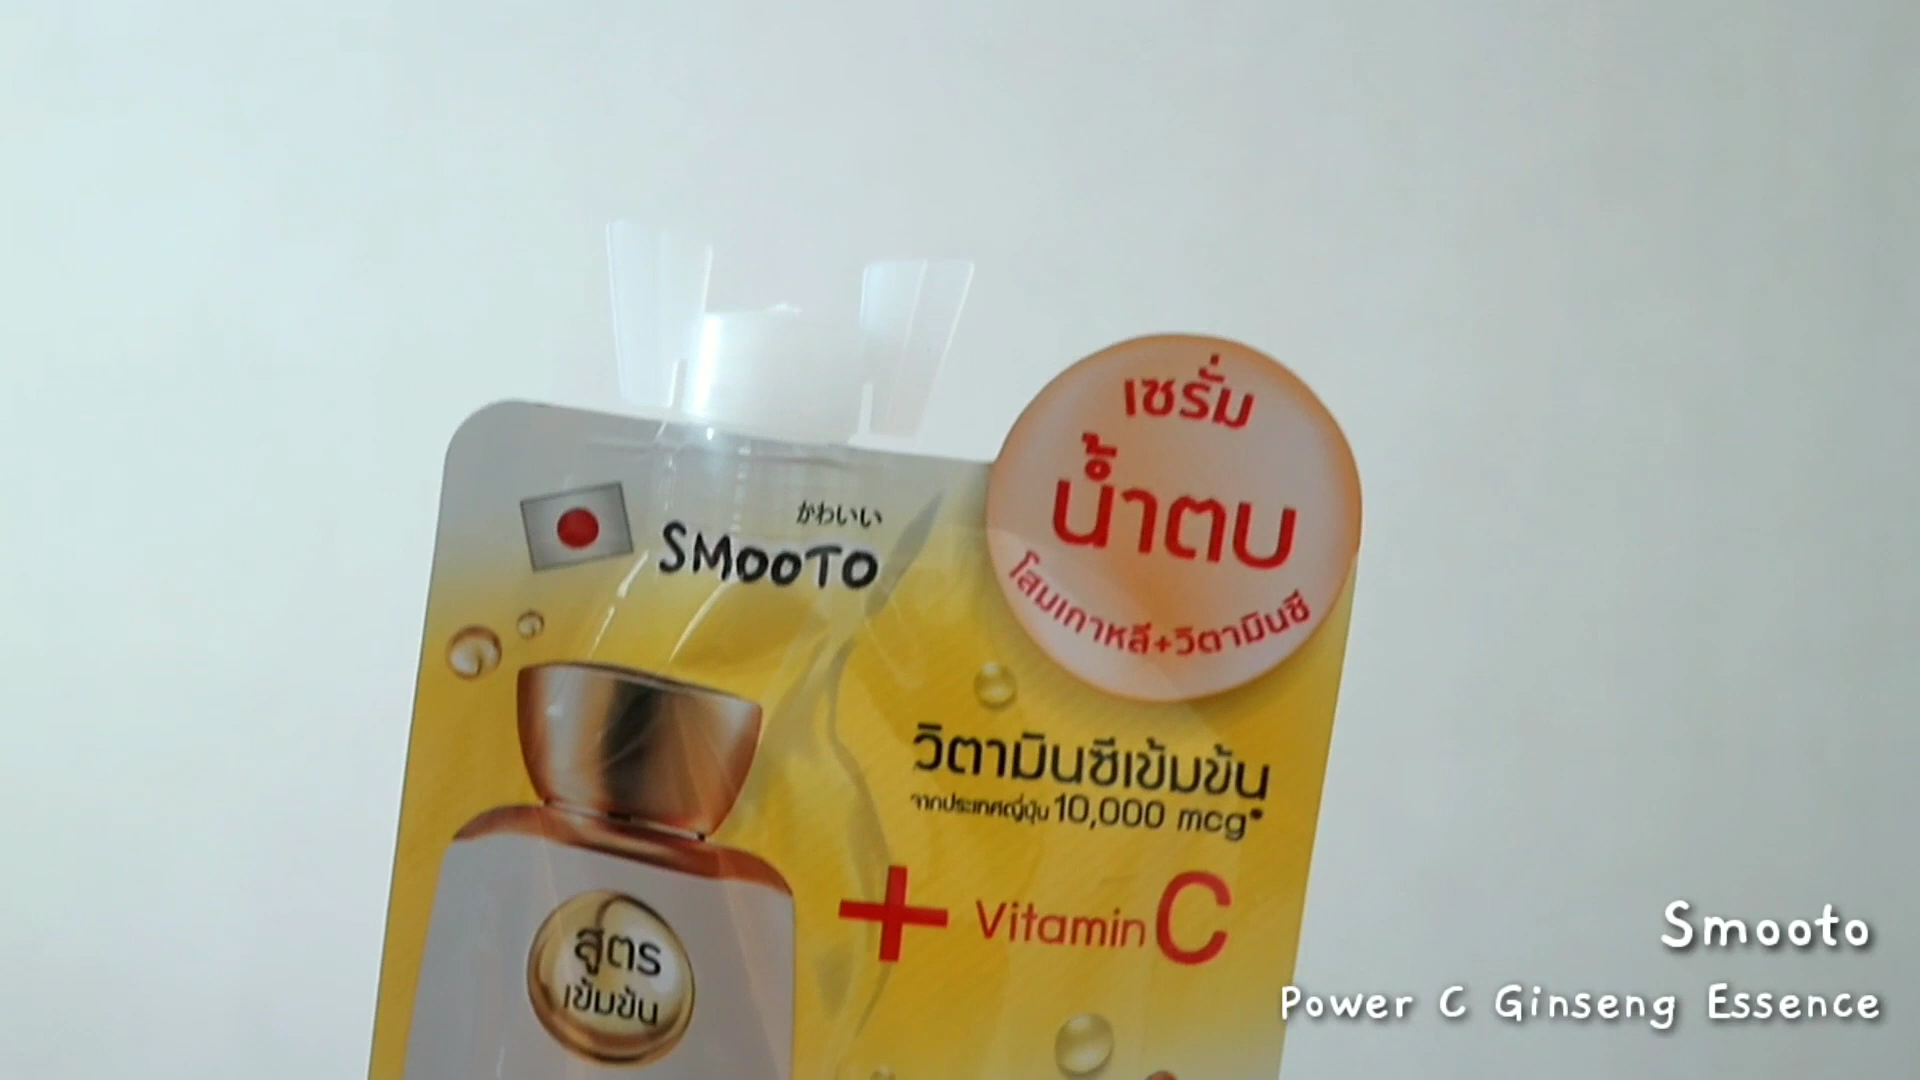 かわいい
SMOOTO
เซรั่ม
น้ำตบ
โสมเกาหลี+วิตามินซี
วิตามินซีเข้มข้น
จากประเทศญี่ปุ่น 10,000 mcg*
+ Vitamin C
สูตร
เข้มข้น
Smooto
Power C Ginseng Essence